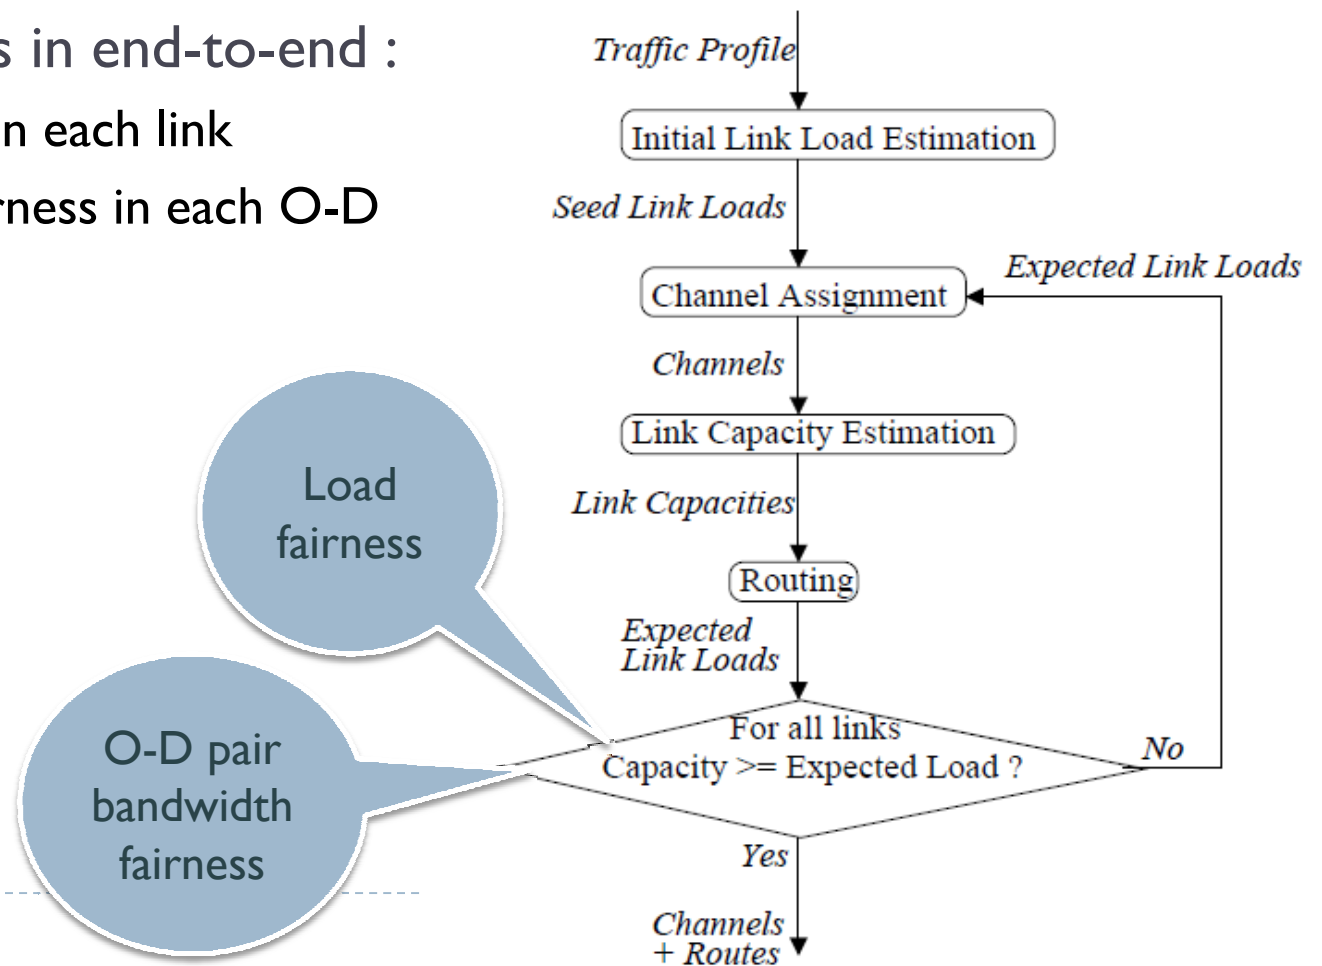 s in end-to-end :
n each link
rness in each O-D
Traffic Profile
Initial Link Load Estimation
Seed Link Loads
Channel Assignment
Expected Link Loads
Channels
Link Capacity Estimation
Link Capacities
Routing
Expected
Link Loads
For all links
Capacity >= Expected Load ?
No
Yes
Channels
+ Routes
Load
fairness
O-D pair
bandwidth
fairness